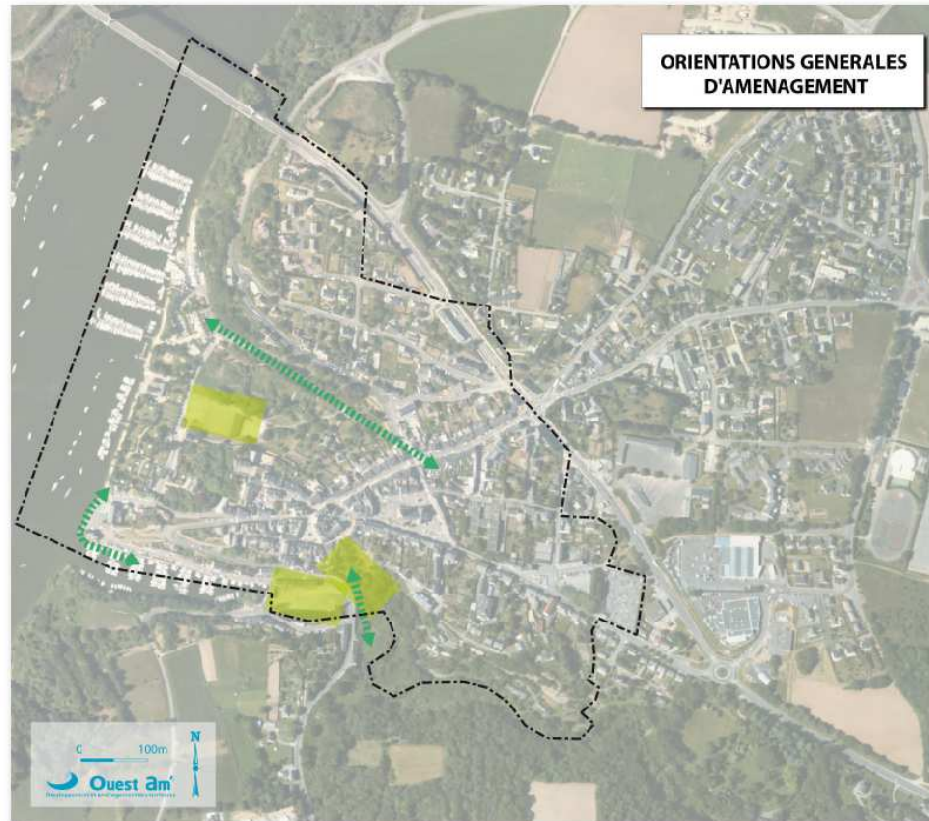 ORIENTATIONS GENERALES
D'AMENAGEMENT
N
0 100m
Ouest am'